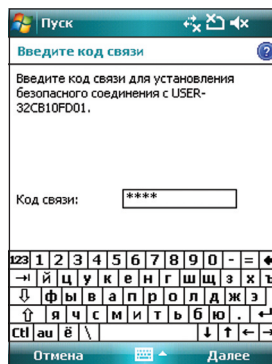 Пуск
Введите код связи
Введите код связи для установления
безопасного соединения с USER-
32CB10FD01.
Код связи: ****
123 1 2 3 4 5 6 7 8 9 0 - =
й ц у к е н г ш щ з х ъ
ф ы в а п р о л д ж э
я ч с м и т ь б ю .
Ctl au ё \
Отмена Далее